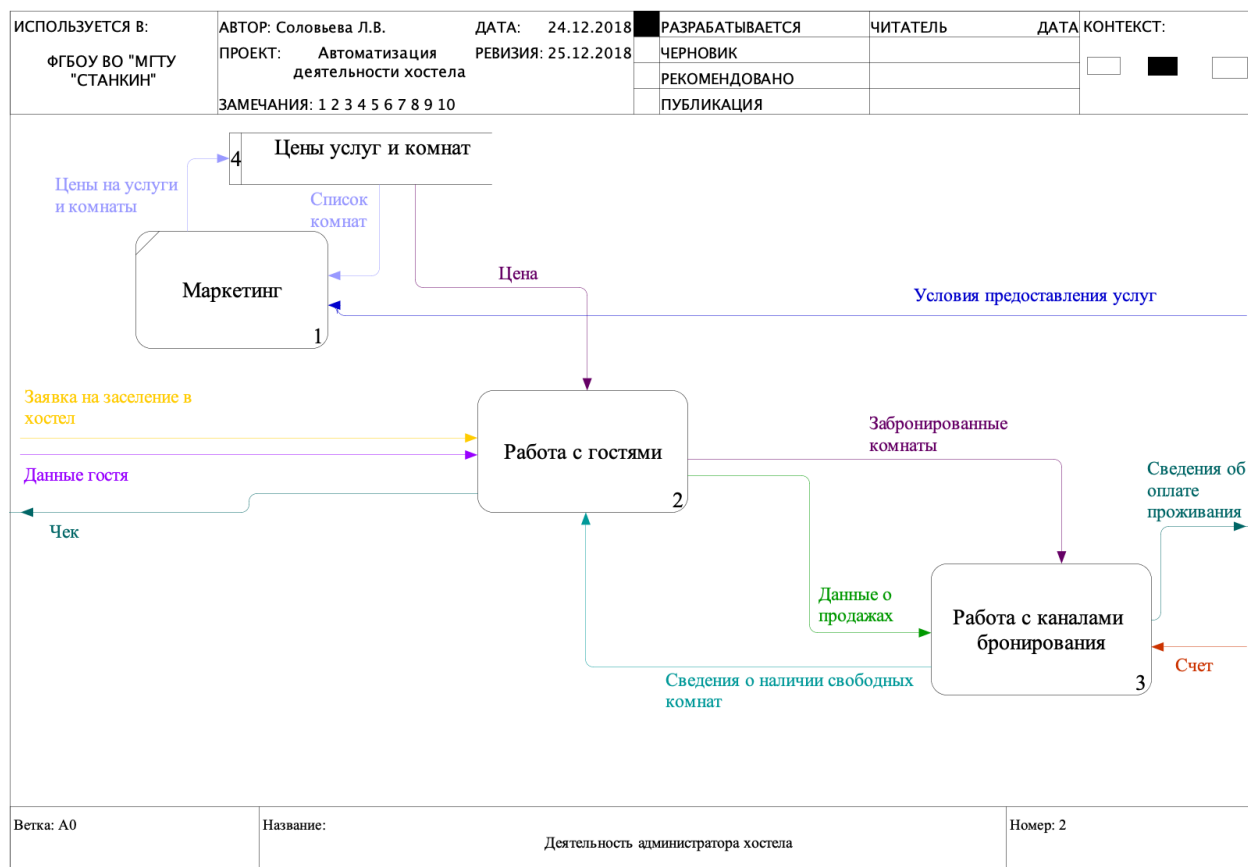 ИСПОЛЬЗУЕТСЯ В:
ФГБОУ ВО "МГТУ
"СТАНКИН"
АВТОР: Соловьева Л.В.
ДАТА: 24.12.2018
ПРОЕКТ: Автоматизация
деятельности хостела
РЕВИЗИЯ: 25.12.2018
ЗАМЕЧАНИЯ: 1 2 3 4 5 6 7 8 9 10
РАЗРАБАТЫВАЕТСЯ
ЧЕРНОВИК
РЕКОМЕНДОВАНО
ПУБЛИКАЦИЯ
ЧИТАТЕЛЬ
ДАТА
КОНТЕКСТ:
4
Цены услуг и комнат
Цены на услуги
и комнаты
Список
комнат
Маркетинг
1
Цена
Условия предоставления услуг
Заявка на заселение в
хостел
Данные гостя
Чек
Работа с гостями
2
Забронированные
комнаты
Сведения об
оплате
проживания
Данные о
продажах
Работа с каналами
бронирования
3
Счет
Сведения о наличии свободных
комнат
Ветка: A0
Название:
Деятельность администратора хостела
Номер: 2